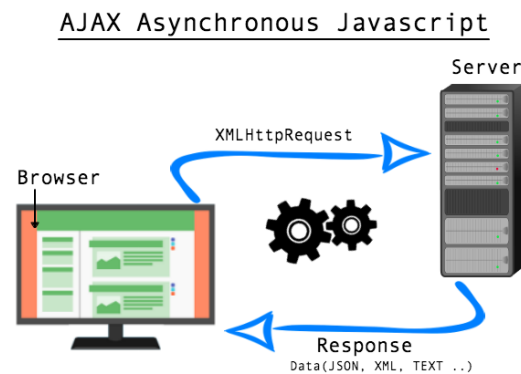 AJAX Asynchronous Javascript
Server
XMLHttpRequest
Browser
Response
Data(JSON, XML, TEXT ..)